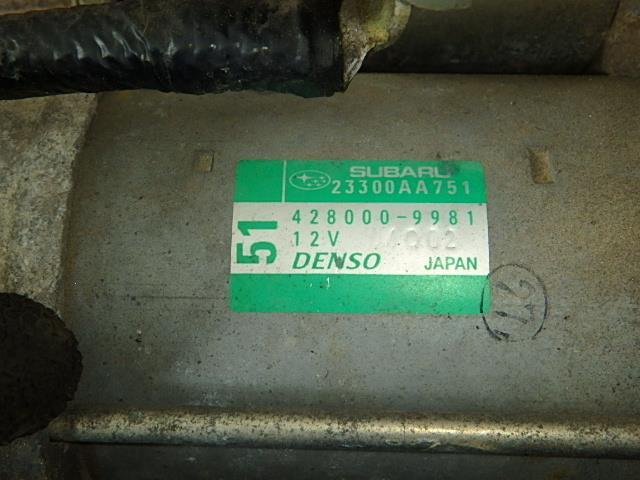 SUBARU
23300AA751
51
428000-9981
12V
DENSO JAPAN